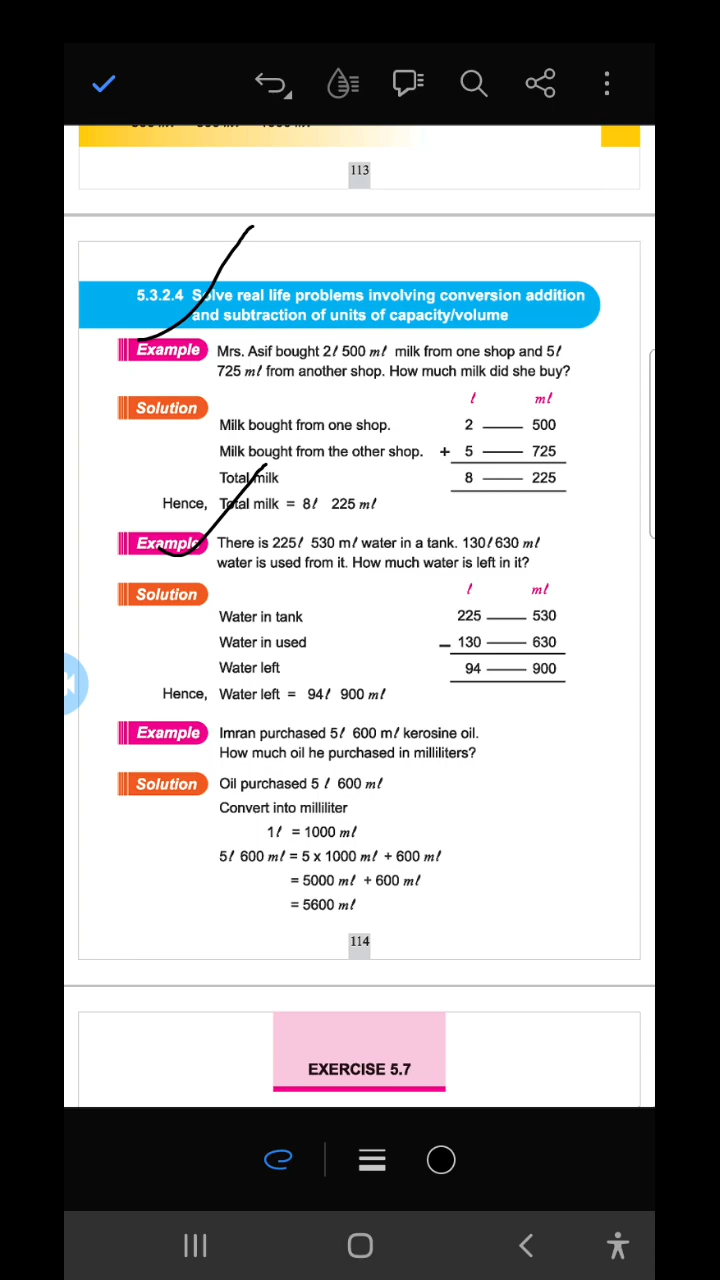 113
5.3.2.4 Solve real life problems involving conversion addition
and subtraction of units of capacity/volume
Example Mrs. Asif bought 2ℓ 500 mℓ milk from one shop and 5ℓ
725 mℓ from another shop. How much milk did she buy?
Solution ℓ mℓ
Milk bought from one shop. 2 500
Milk bought from the other shop. + 5 725
Total milk 8 225
Hence, Total milk = 8ℓ 225 mℓ
Example There is 225ℓ 530 mℓ water in a tank. 130ℓ 630 mℓ
water is used from it. How much water is left in it?
Solution ℓ mℓ
Water in tank 225 530
Water in used – 130 630
Water left 94 900
Hence, Water left = 94ℓ 900 mℓ
Example Imran purchased 5ℓ 600 mℓ kerosine oil.
How much oil he purchased in milliliters?
Solution Oil purchased 5 ℓ 600 mℓ
Convert into milliliter
1ℓ = 1000 mℓ
5ℓ 600 mℓ = 5 x 1000 mℓ + 600 mℓ
= 5000 mℓ + 600 mℓ
= 5600 mℓ
114
EXERCISE 5.7